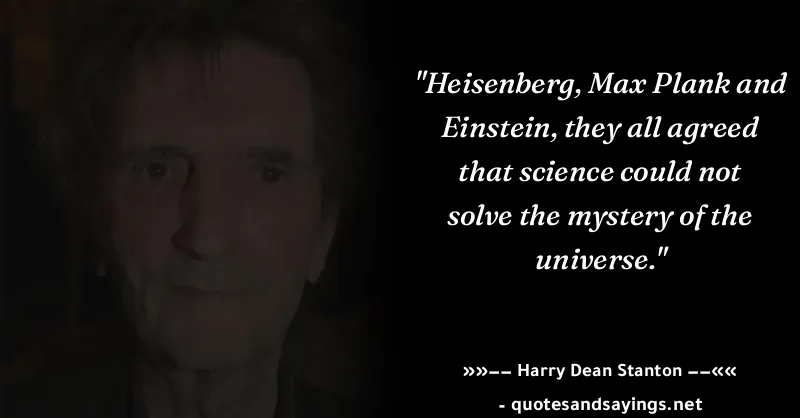 "Heisenberg, Max Plank and
Einstein, they all agreed
that science could not
solve the mystery of the
universe."
»»−− Harry Dean Stanton −−««
- quotesandsayings.net